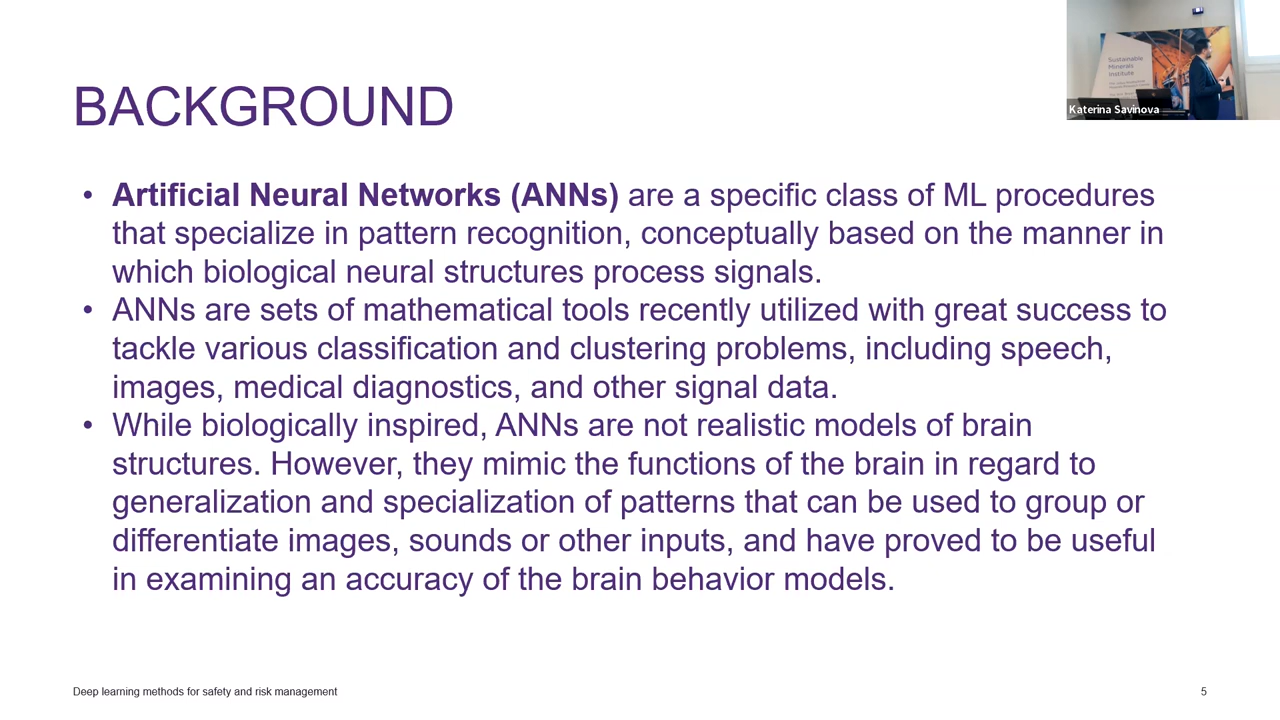 BACKGROUND
Sustainable
Minerals
Institute
Katerina Savinova
• Artificial Neural Networks (ANNs) are a specific class of ML procedures
that specialize in pattern recognition, conceptually based on the manner in
which biological neural structures process signals.
• ANNs are sets of mathematical tools recently utilized with great success to
tackle various classification and clustering problems, including speech,
images, medical diagnostics, and other signal data.
• While biologically inspired, ANNs are not realistic models of brain
structures. However, they mimic the functions of the brain in regard to
generalization and specialization of patterns that can be used to group or
differentiate images, sounds or other inputs, and have proved to be useful
in examining an accuracy of the brain behavior models.
Deep learning methods for safety and risk management
5